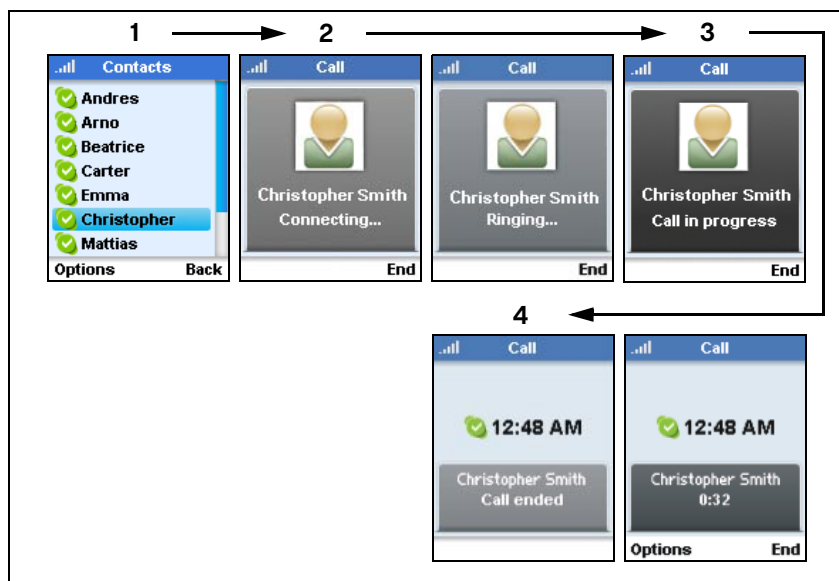 1 2 3
Contacts
Andres
Arno
Beatrice
Carter
Emma
Christopher
Mattias
Options Back
Call
Christopher Smith
Connecting...
End
Call
Christopher Smith
Ringing...
End
Call
Christopher Smith
Call in progress
End
4
Call
12:48 AM
Christopher Smith
Call ended
Call
12:48 AM
Christopher Smith
0:32
Options End